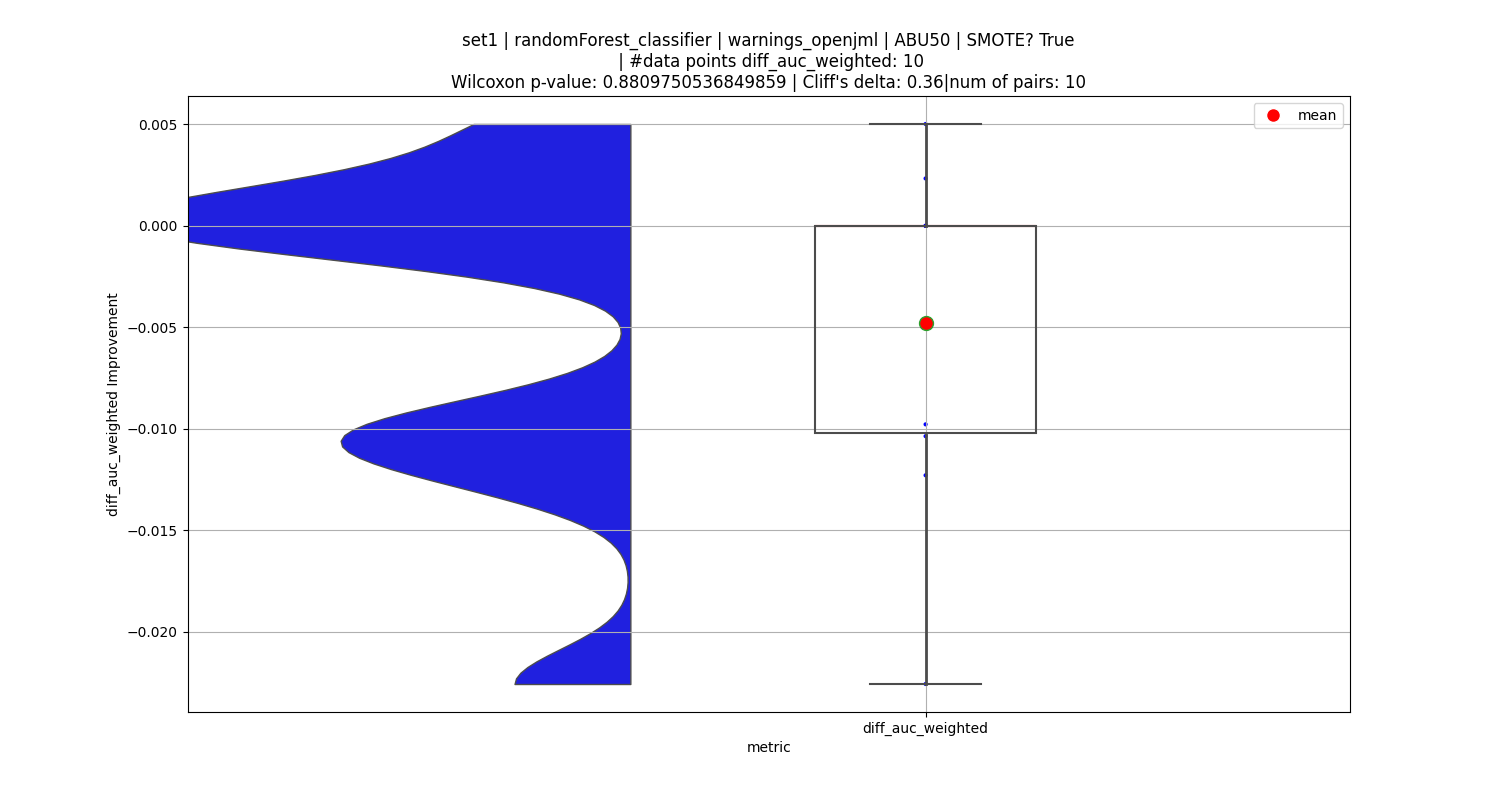 set1 | randomForest_classifier | warnings_openjml | ABU50 | SMOTE? True
| #data points diff_auc_weighted: 10
Wilcoxon p-value: 0.8809750536849859 | Cliff's delta: 0.36|num of pairs: 10
mean
0.005
0.000
−0.005
−0.010
−0.015
−0.020
diff_auc_weighted Improvement
diff_auc_weighted
metric